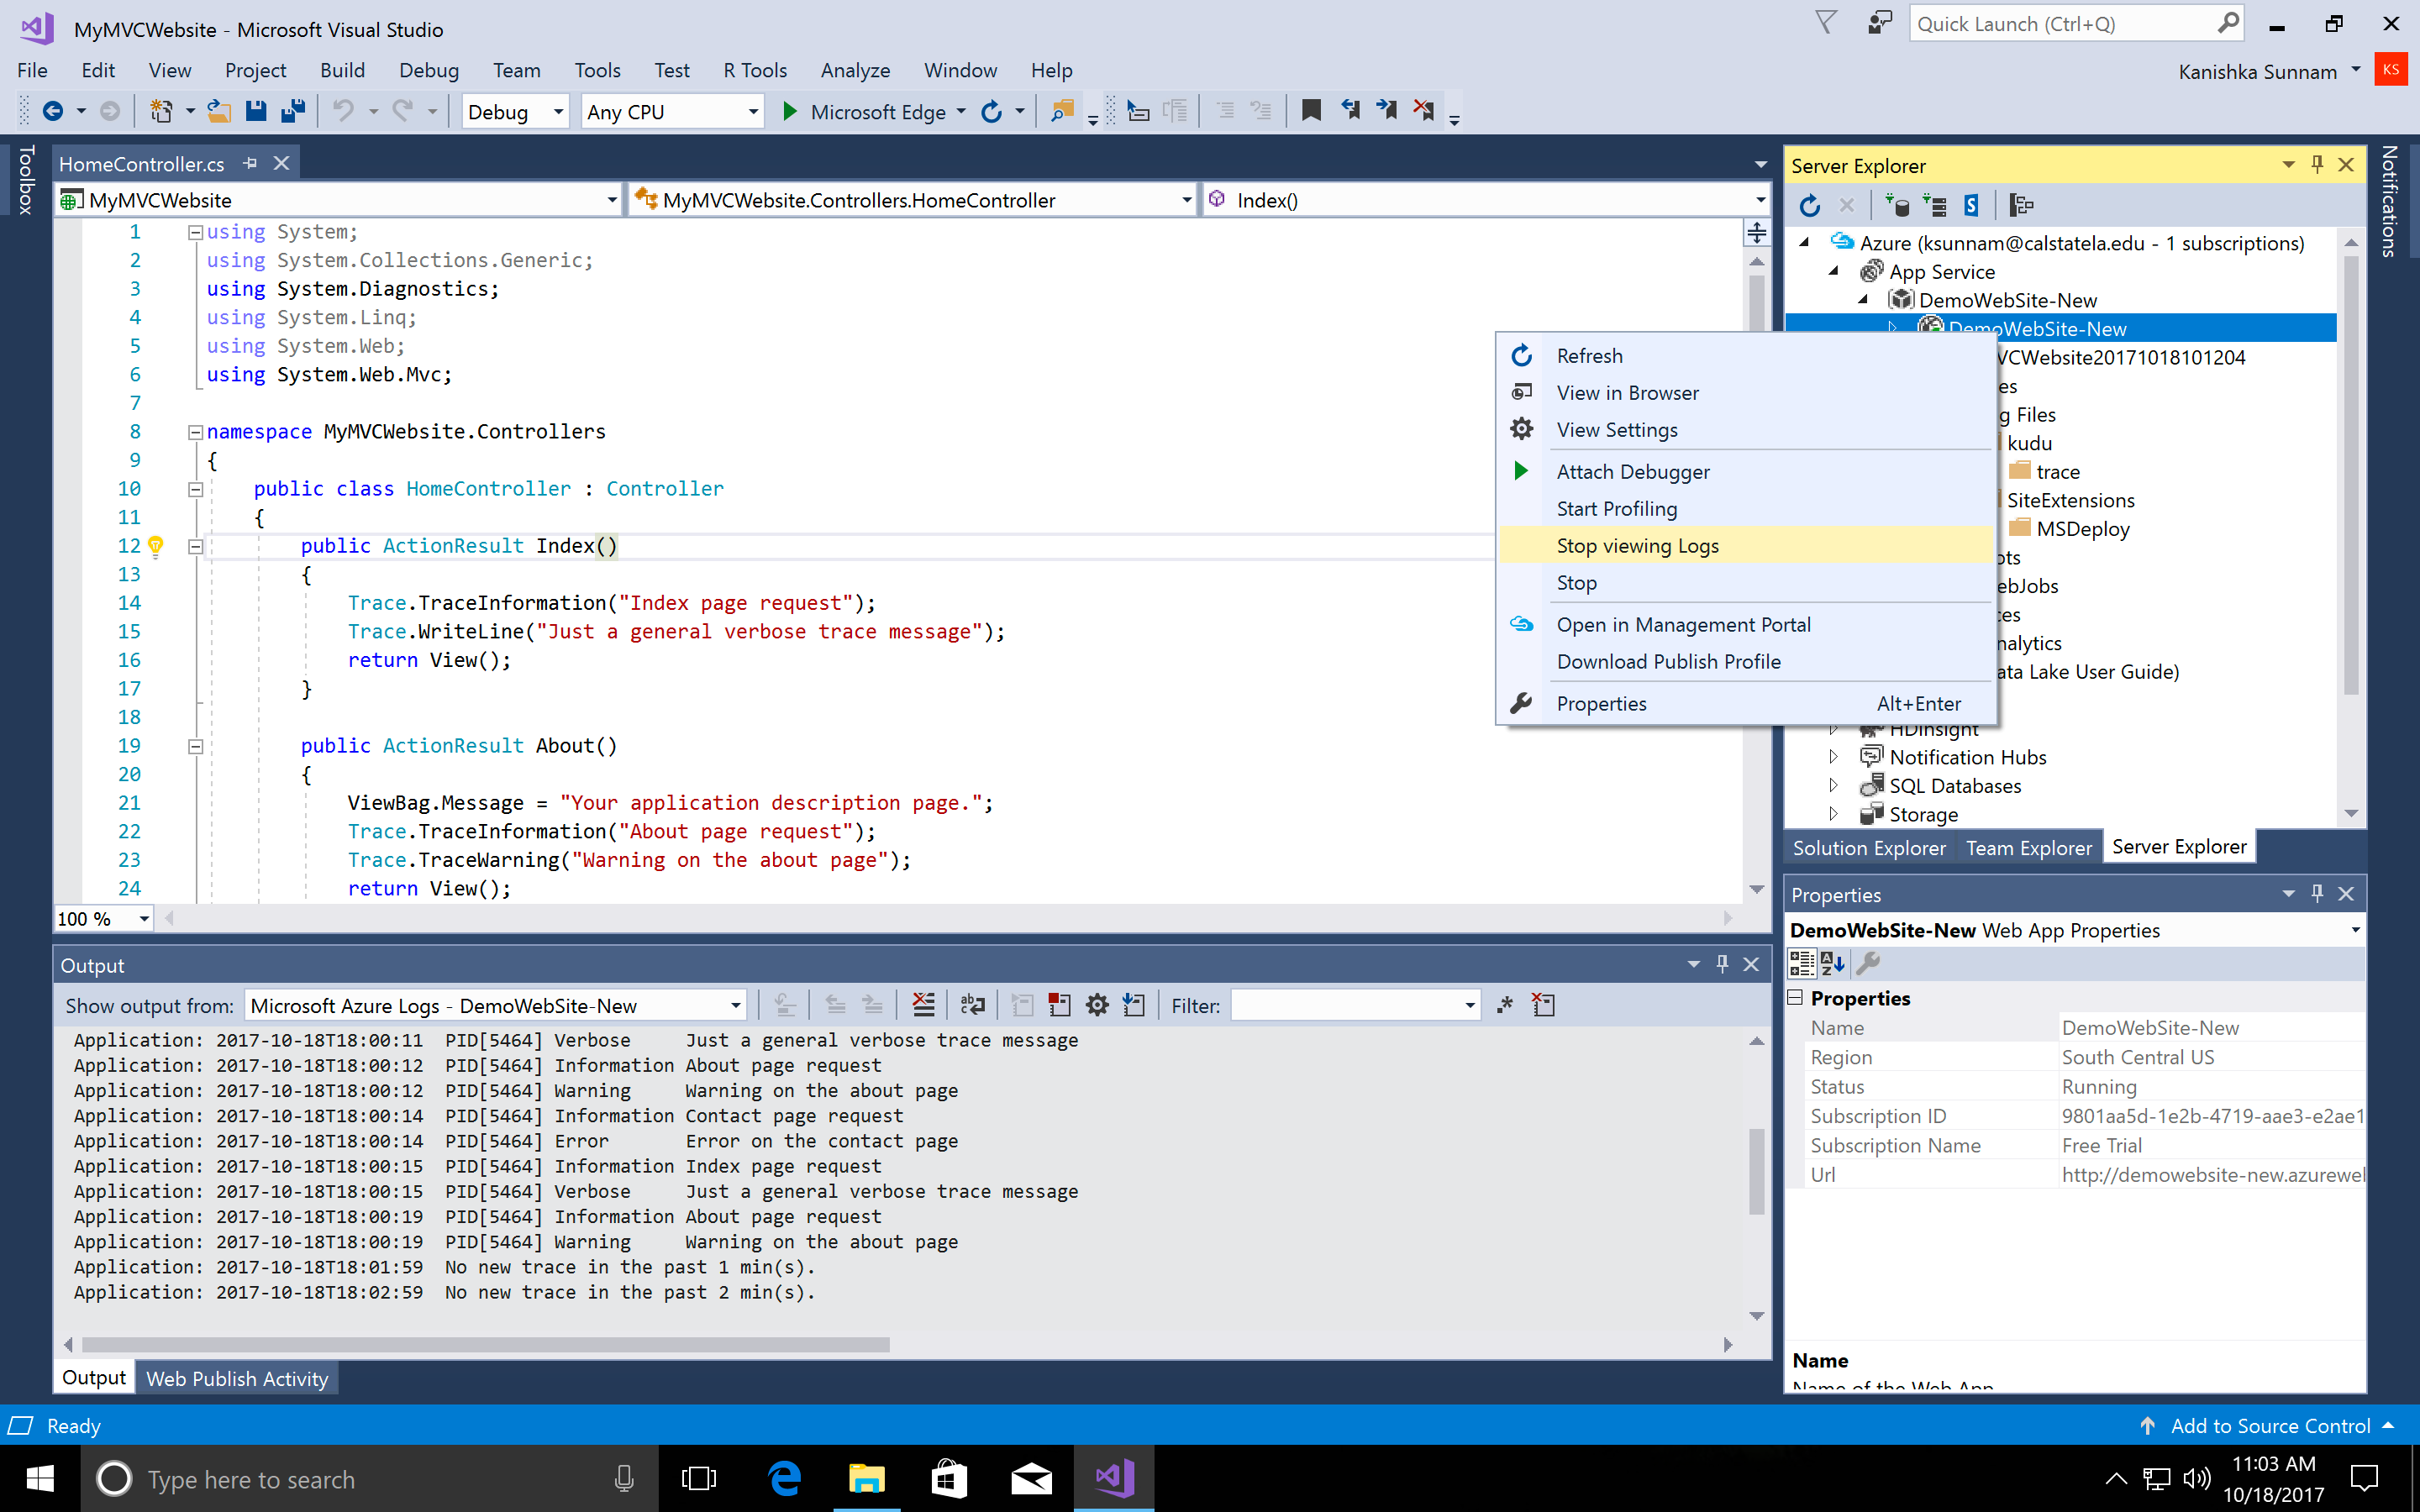 MyMVCWebsite - Microsoft Visual Studio
Quick Launch (Ctrl+Q)
File Edit View Project Build Debug Team Tools Test R Tools Analyze Window Help
Kanishka Sunnam KS
Debug Any CPU Microsoft Edge
Toolbox
HomeController.cs
MyMVCWebsite MyMVCWebsite.Controllers.HomeController Index()
1 using System;
2 using System.Collections.Generic;
3 using System.Diagnostics;
4 using System.Linq;
5 using System.Web;
6 using System.Web.Mvc;
7
8 namespace MyMVCWebsite.Controllers
9 {
10 public class HomeController : Controller
11 {
12 public ActionResult Index()
13 {
14 Trace.TraceInformation("Index page request");
15 Trace.WriteLine("Just a general verbose trace message");
16 return View();
17 }
18
19 public ActionResult About()
20 {
21 ViewBag.Message = "Your application description page.";
22 Trace.TraceInformation("About page request");
23 Trace.TraceWarning("Warning on the about page");
24 return View();
100 %
Refresh
View in Browser
View Settings
Attach Debugger
Start Profiling
Stop viewing Logs
Stop
Open in Management Portal
Download Publish Profile
Properties Alt+Enter
Server Explorer
Azure (ksunnam@calstatela.edu - 1 subscriptions)
App Service
DemoWebSite-New
DemoWebSite-New
VCWebsite20171018101204
es
g Files
kudu
trace
SiteExtensions
MSDeploy
ots
ebJobs
ces
nalytics
ata Lake User Guide)
HDInsight
Notification Hubs
SQL Databases
Storage
Solution Explorer Team Explorer Server Explorer
Notifications
Properties
DemoWebSite-New Web App Properties
Properties
Name DemoWebSite-New
Region South Central US
Status Running
Subscription ID 9801aa5d-1e2b-4719-aae3-e2ae1
Subscription Name Free Trial
Url http://demowebsite-new.azurewel
Name
Name of the Web App
Output
Show output from: Microsoft Azure Logs - DemoWebSite-New Filter:
Application: 2017-10-18T18:00:11 PID[5464] Verbose Just a general verbose trace message
Application: 2017-10-18T18:00:12 PID[5464] Information About page request
Application: 2017-10-18T18:00:12 PID[5464] Warning Warning on the about page
Application: 2017-10-18T18:00:14 PID[5464] Information Contact page request
Application: 2017-10-18T18:00:14 PID[5464] Error Error on the contact page
Application: 2017-10-18T18:00:15 PID[5464] Information Index page request
Application: 2017-10-18T18:00:15 PID[5464] Verbose Just a general verbose trace message
Application: 2017-10-18T18:00:19 PID[5464] Information About page request
Application: 2017-10-18T18:00:19 PID[5464] Warning Warning on the about page
Application: 2017-10-18T18:01:59 No new trace in the past 1 min(s).
Application: 2017-10-18T18:02:59 No new trace in the past 2 min(s).
Output Web Publish Activity
Ready
Add to Source Control
Type here to search
11:03 AM
10/18/2017